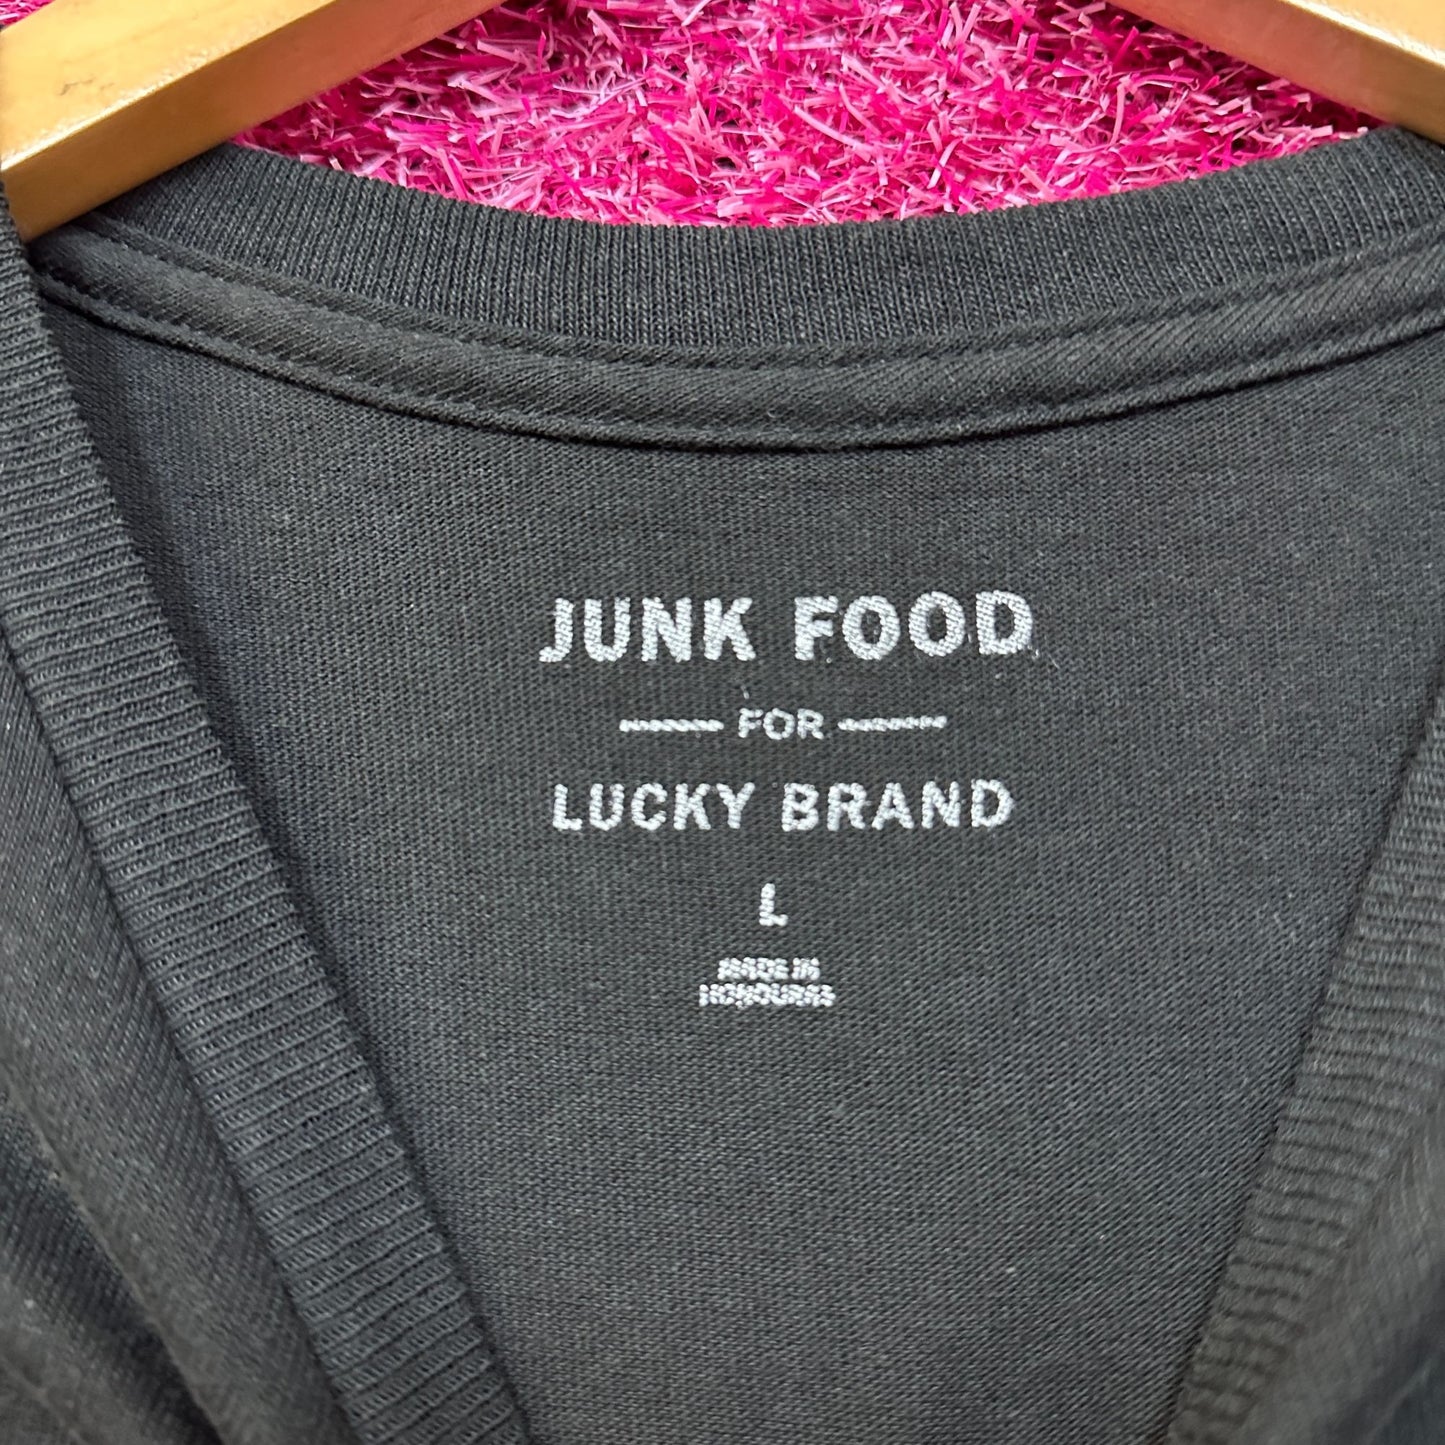 JUNK FOOD
FOR
LUCKY BRAND
L
MADE IN
HONDURAS